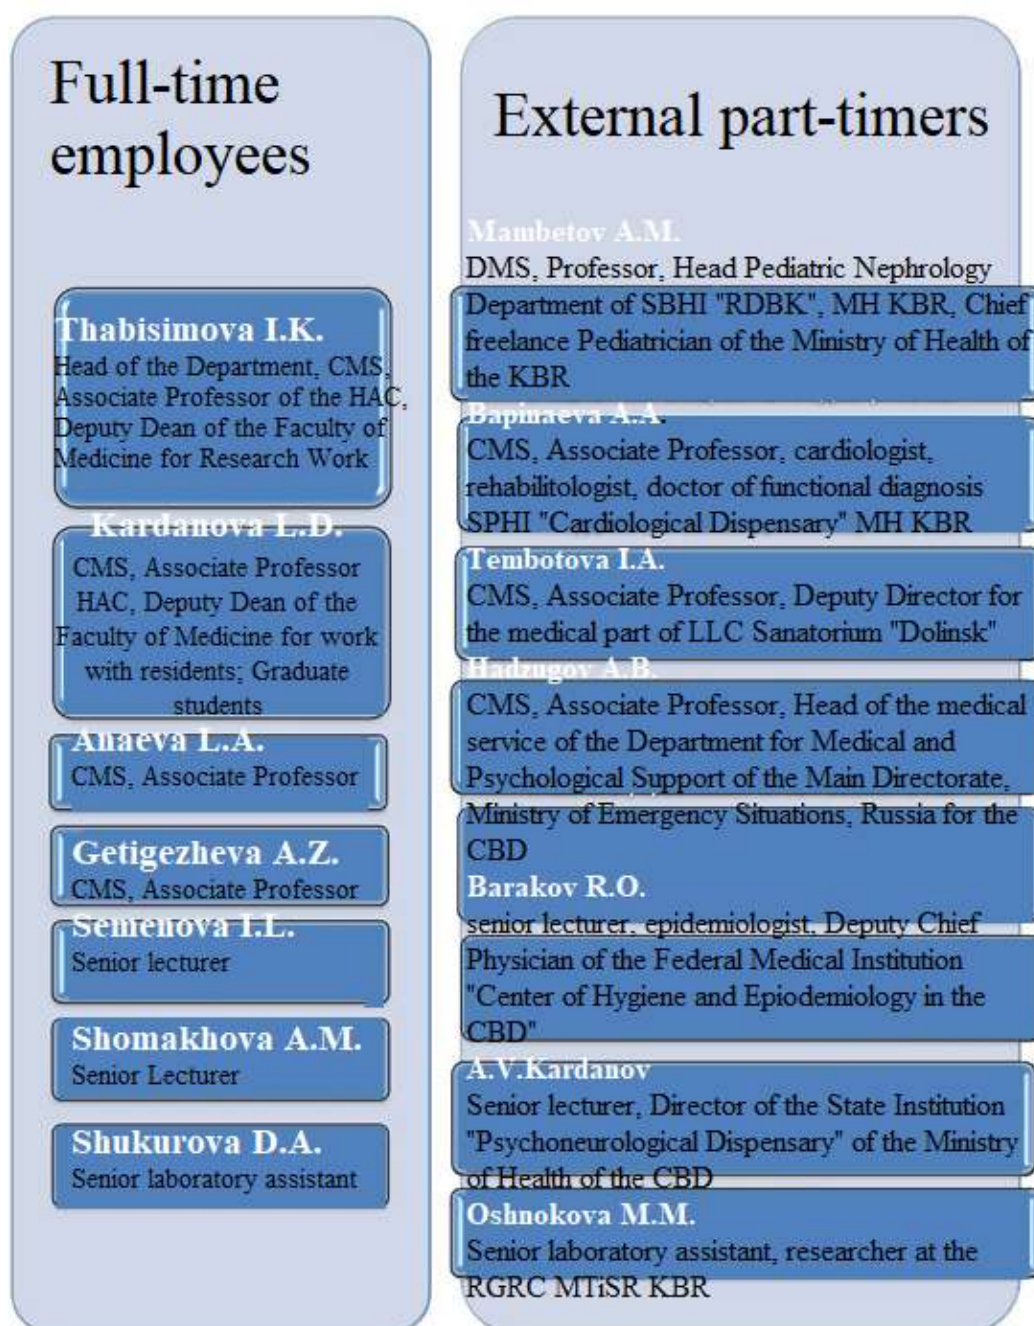 Full-time
employees
Thabisimova I.K.
Head of the Department, CMS,
Associate Professor of the HAC,
Deputy Dean of the Faculty of
Medicine for Research Work
Kardanova L.D.
CMS, Associate Professor
HAC, Deputy Dean of the
Faculty of Medicine for work
with residents; Graduate
students
Anaeva L.A.
CMS, Associate Professor
Getigezheva A.Z.
CMS, Associate Professor
Semenova I.L.
Senior lecturer
Shomakhova A.M.
Senior Lecturer
Shukurova D.A.
Senior laboratory assistant
External part-timers
Mambetov A.M.
DMS, Professor, Head Pediatric Nephrology
Department of SBHI "RDBK", MH KBR, Chief
freelance Pediatrician of the Ministry of Health of
the KBR
Bapinaeva A.A.
CMS, Associate Professor, cardiologist,
rehabilitologist, doctor of functional diagnosis
SPHI "Cardiological Dispensary" MH KBR
Tembotova I.A.
CMS, Associate Professor, Deputy Director for
the medical part of LLC Sanatorium "Dolinsk"
Hadzugov A.B.
CMS, Associate Professor, Head of the medical
service of the Department for Medical and
Psychological Support of the Main Directorate,
Ministry of Emergency Situations, Russia for the
CBD
Barakov R.O.
senior lecturer, epidemiologist, Deputy Chief
Physician of the Federal Medical Institution
"Center of Hygiene and Epiodemiology in the
CBD"
A.V.Kardanov
Senior lecturer, Director of the State Institution
"Psychoneurological Dispensary" of the Ministry
of Health of the CBD
Oshnokova M.M.
Senior laboratory assistant, researcher at the
RGRC MTiSR KBR